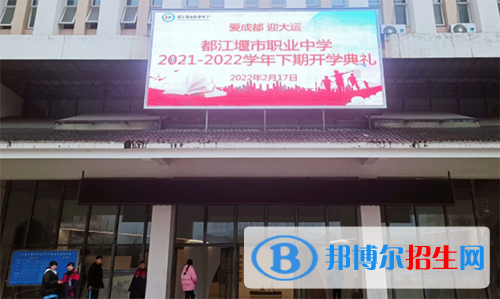 爱成都 迎大运
都江堰市职业中学
2021-2022学年下期开学典礼
2022年2月17日
邦博尔招生网